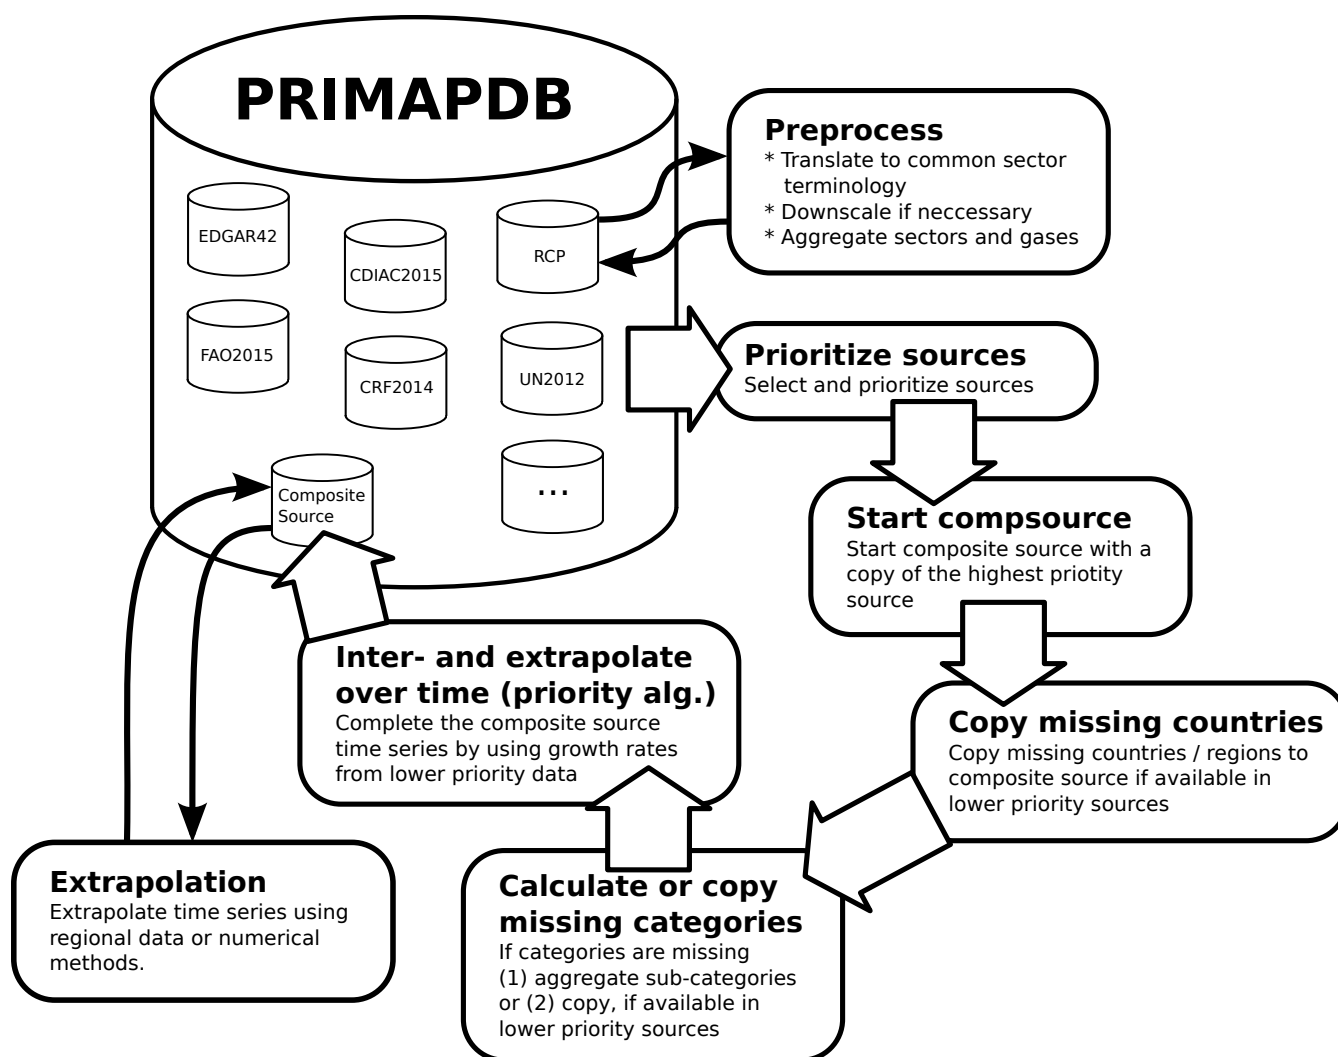 PRIMAPDB
EDGAR42
CDIAC2015
RCP
FAO2015
CRF2014
UN2012
...
Composite
Source
Preprocess
* Translate to common sector
terminology
* Downscale if neccessary
* Aggregate sectors and gases
Prioritize sources
Select and prioritize sources
Start compsource
Start composite source with a
copy of the highest priotity
source
Copy missing countries
Copy missing countries / regions to
composite source if available in
lower priority sources
Calculate or copy
missing categories
If categories are missing
(1) aggregate sub-categories
or (2) copy, if available in
lower priority sources
Inter- and extrapolate
over time (priority alg.)
Complete the composite source
time series by using growth rates
from lower priority data
Extrapolation
Extrapolate time series using
regional data or numerical
methods.